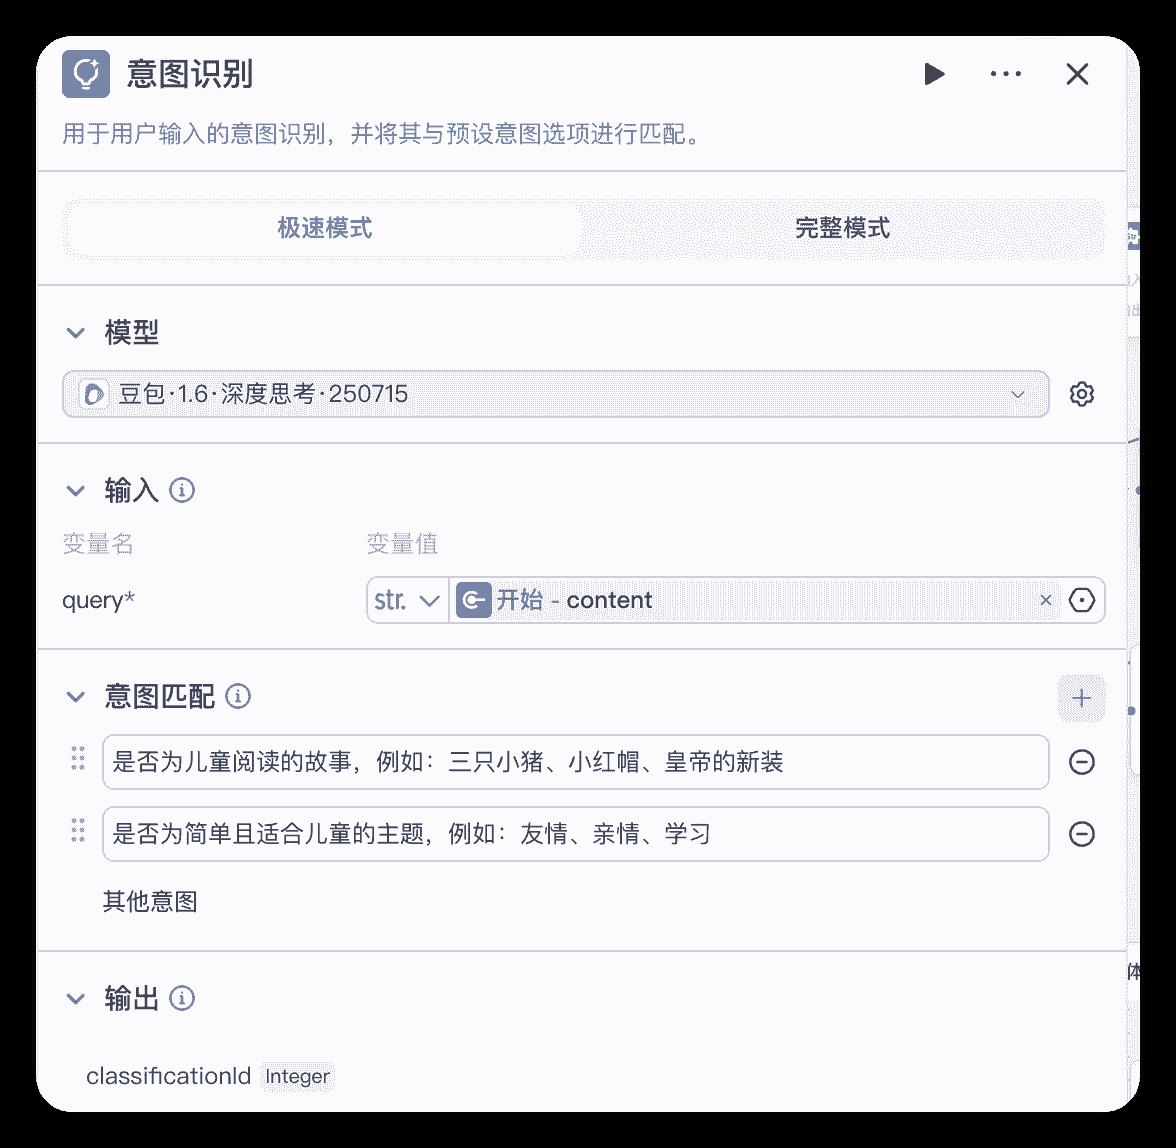 意图识别
用于用户输入的意图识别，并将其与预设意图选项进行匹配。
极速模式 完整模式
模型
豆包·1.6·深度思考·250715
输入
变量名 变量值
query* str. 开始 - content
意图匹配
是否为儿童阅读的故事，例如：三只小猪、小红帽、皇帝的新装
是否为简单且适合儿童的主题，例如：友情、亲情、学习
其他意图
体
输出
classificationId Integer